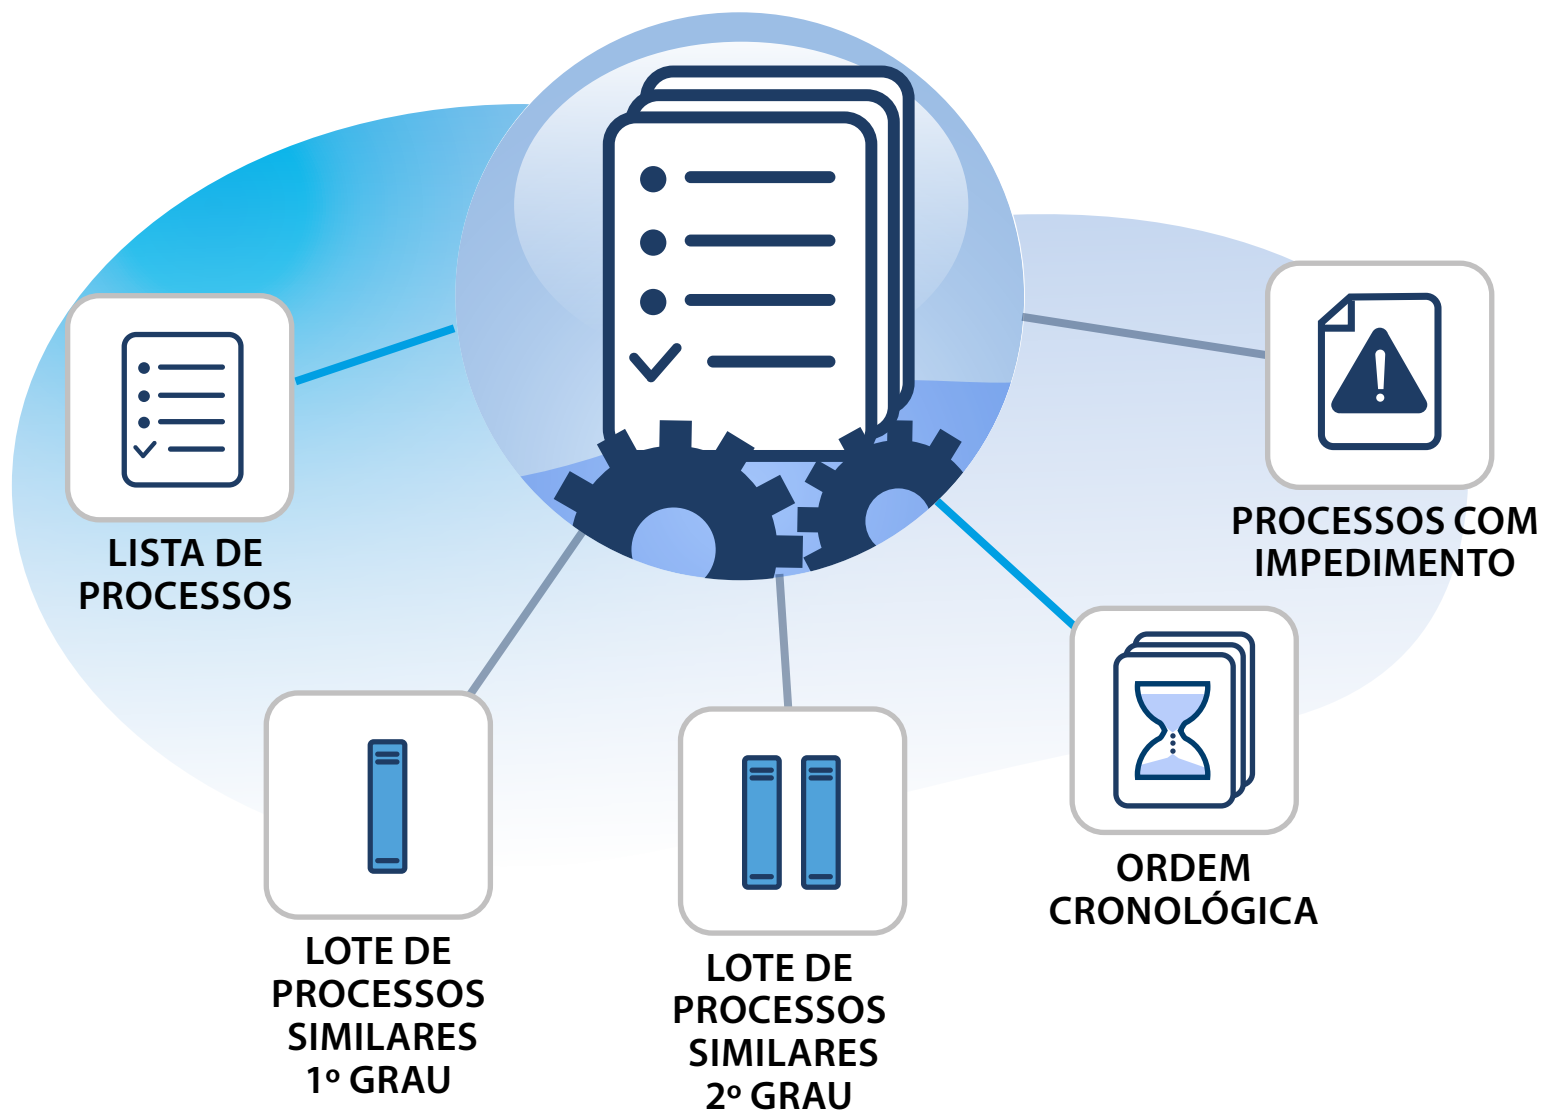 LISTA DE
PROCESSOS
LOTE DE
PROCESSOS
SIMILARES
1º GRAU
LOTE DE
PROCESSOS
SIMILARES
2º GRAU
ORDEM
CRONOLÓGICA
PROCESSOS COM
IMPEDIMENTO